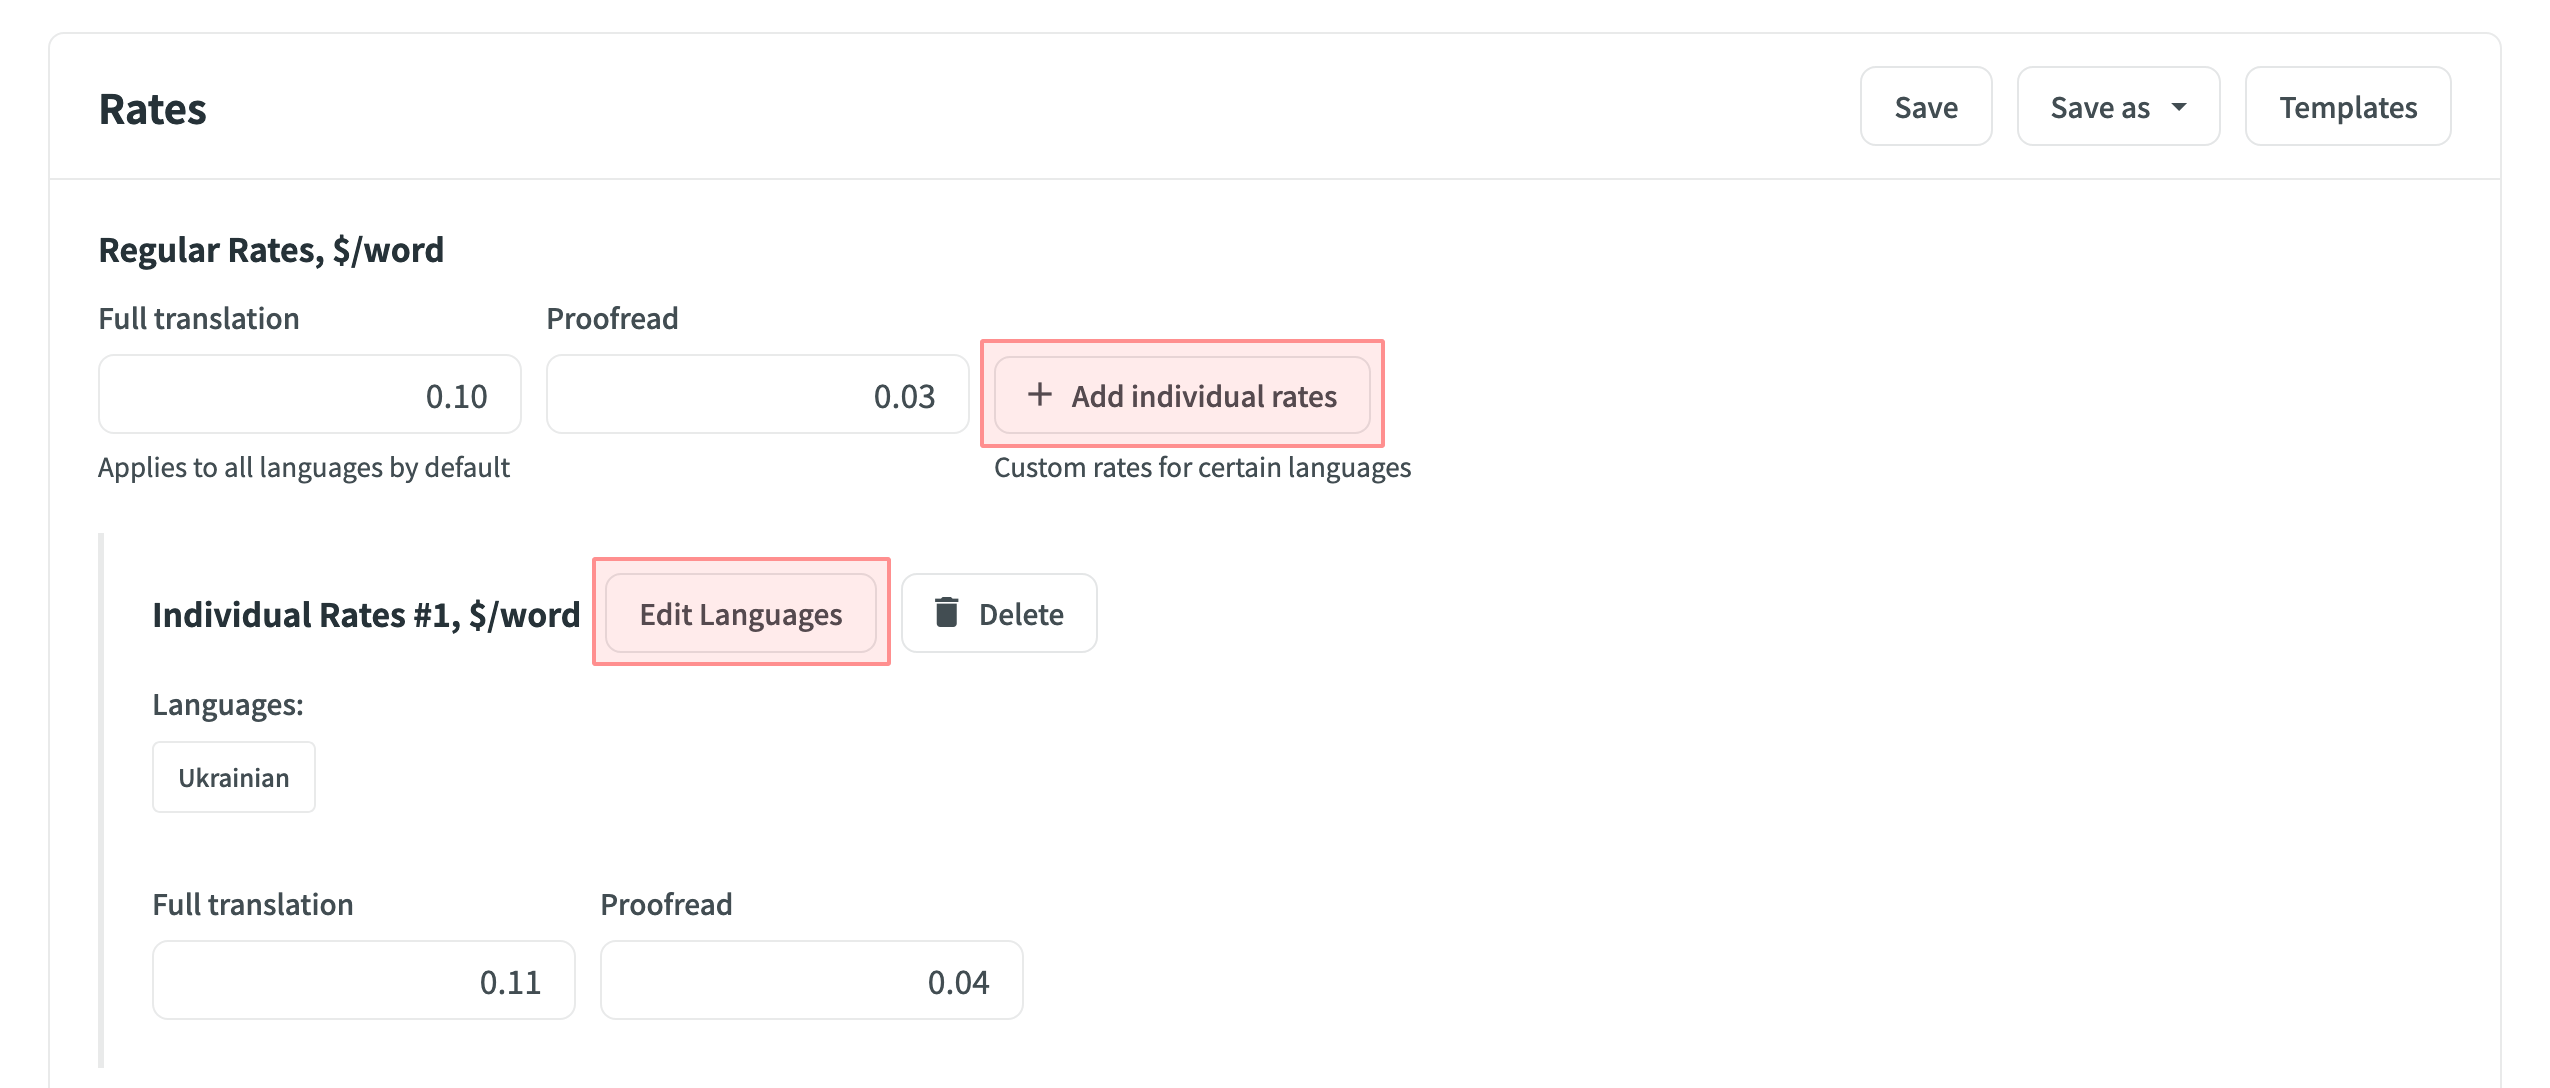 Rates
Save
Save as
Templates
Regular Rates, $/word
Full translation
Proofread
0.10
0.03
+ Add individual rates
Applies to all languages by default
Custom rates for certain languages
Individual Rates #1, $/word
Edit Languages
Delete
Languages:
Ukrainian
Full translation
Proofread
0.11
0.04